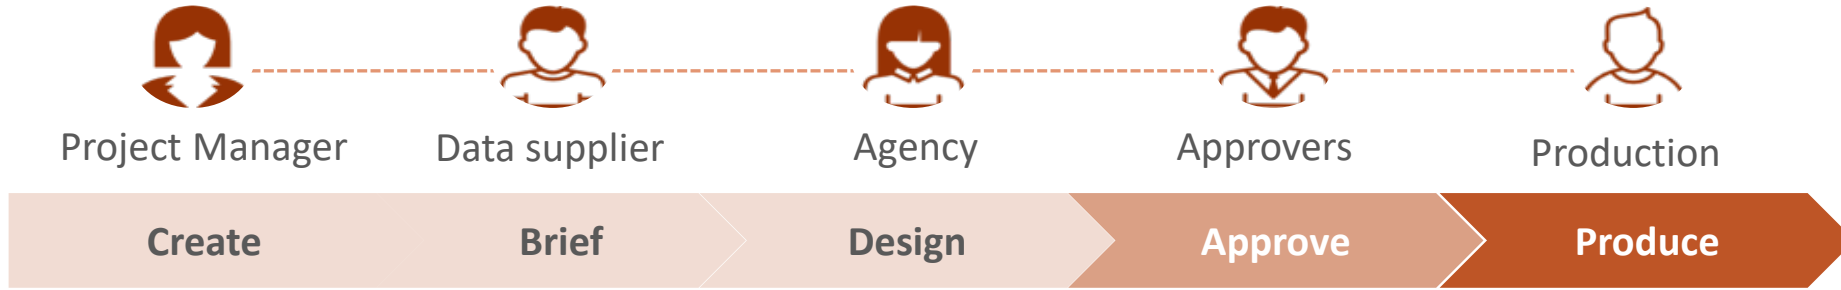 Project Manager
Data supplier
Agency
Approvers
Production
Create
Brief
Design
Approve
Produce